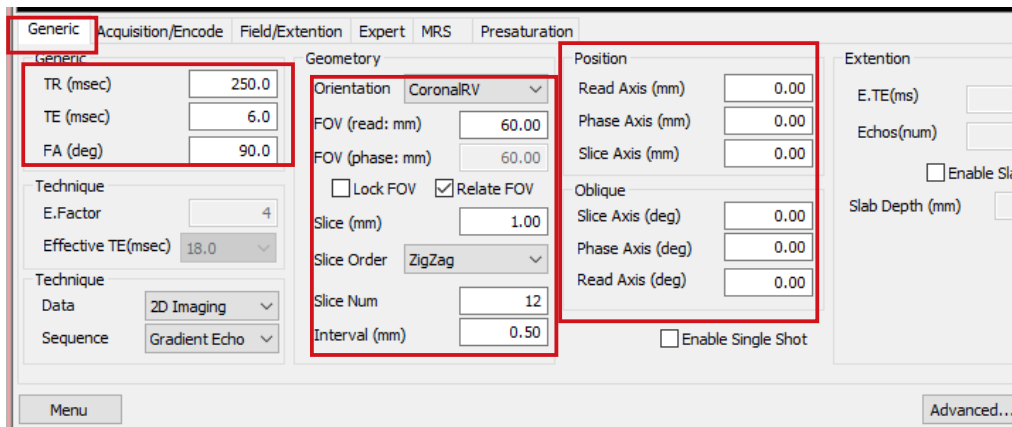 Generic Acquisition/Encode Field/Extention Expert MRS Presaturation
Generic
TR (msec) 250.0
TE (msec) 6.0
FA (deg) 90.0
Technique
E.Factor 4
Effective TE(msec) 18.0
Technique
Data 2D Imaging
Sequence Gradient Echo
Geometory
Orientation CoronalRV
FOV (read: mm) 60.00
FOV (phase: mm) 60.00
Lock FOV Relate FOV
Slice (mm) 1.00
Slice Order ZigZag
Slice Num 12
Interval (mm) 0.50
Position
Read Axis (mm) 0.00
Phase Axis (mm) 0.00
Slice Axis (mm) 0.00
Oblique
Slice Axis (deg) 0.00
Phase Axis (deg) 0.00
Read Axis (deg) 0.00
Enable Single Shot
Extention
E.TE(ms)
Echos(num)
Enable Sla
Slab Depth (mm)
Menu
Advanced...